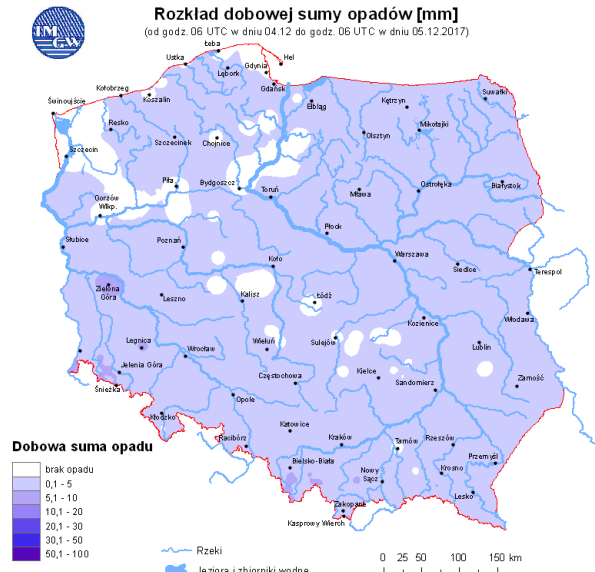 Rozkład dobowej sumy opadów [mm]
(od godz. 06 UTC w dniu 04.12 do godz. 06 UTC w dniu 05.12.2017)
IM
GW
Łeba
Ustka
Hel
Gdynia
Lębork
Gdańsk
Suwałki
Kołobrzeg
Koszalin
Świnoujście
Elbląg
Kętrzyn
Resko
Mikołajki
Szczecinek
Chojnice
Olsztyn
Szczecin
Piła
Bydgoszcz
Toruń
Mława
Ostrołęka
Białystok
Gorzów
Wlkp.
Płock
Słubice
Poznań
Koło
Warszawa
Siedlce
Terespol
Zielona
Góra
Leszno
Kalisz
Łódź
Kozienice
Włodawa
Legnica
Wrocław
Wieluń
Sulejów
Lublin
Jelenia Góra
Śnieżka
Częstochowa
Kielce
Sandomierz
Zamość
Opole
Kłodzko
Katowice
Racibórz
Kraków
Tarnów
Rzeszów
Przemyśl
Bielsko-Biała
Nowy
Sącz
Krosno
Lesko
Zakopane
Kasprowy Wierch
Dobowa suma opadu
brak opadu
0,1 - 5
5,1 - 10
10,1 - 20
20,1 - 30
30,1 - 50
50,1 - 100
Rzeki
Jeziora i zbiorniki wodne
0 25 50 100 150 km